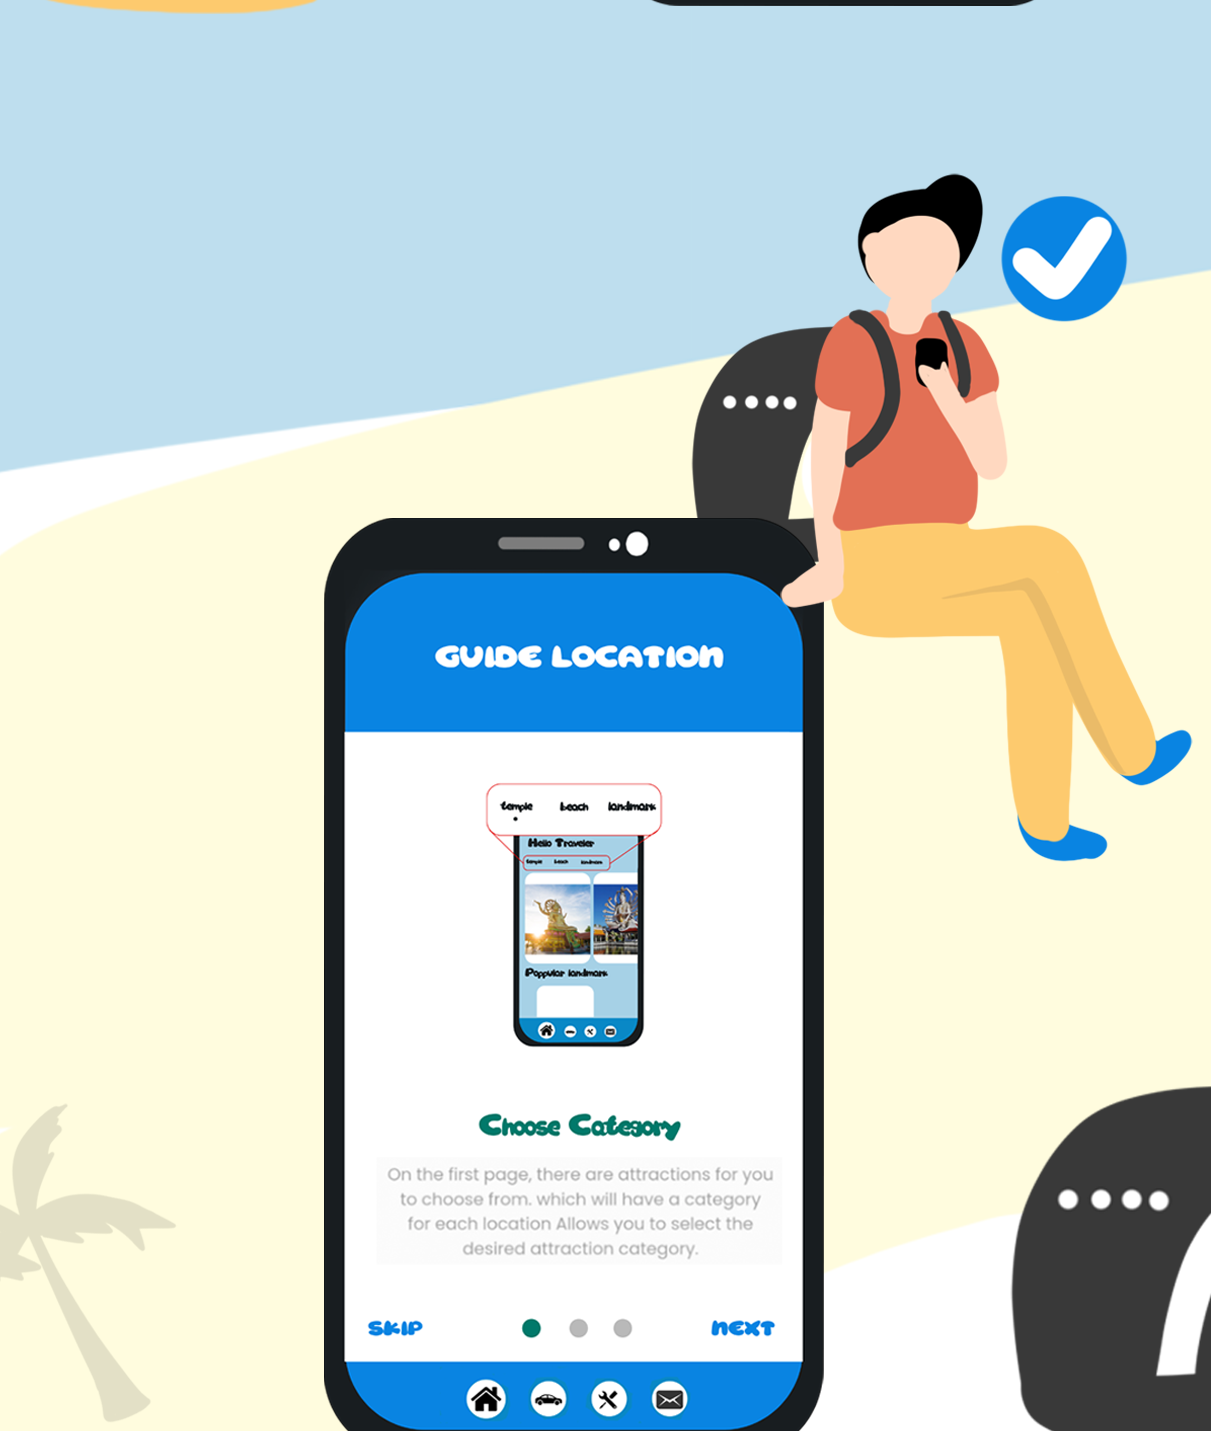 GUIDE LOCATION
temple beach landmark
Hello Traveler
temple beach landmark
Poppular landmark
Choose Category
On the first page, there are attractions for you
to choose from. which will have a category
for each location Allows you to select the
desired attraction category.
SKIP NEXT